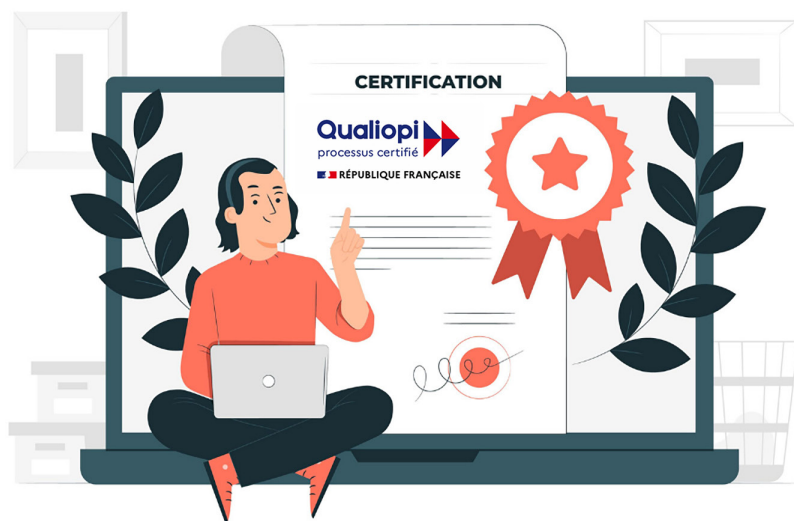 CERTIFICATION
Qualiopi
processus certifié
RÉPUBLIQUE FRANÇAISE